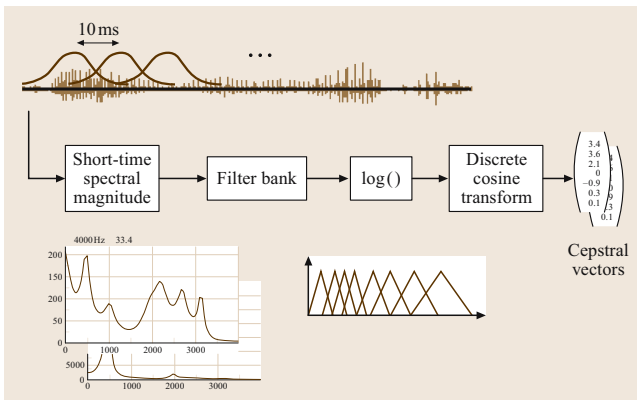 10 ms
...
Short-time
spectral
magnitude
Filter bank
log()
Discrete
cosine
transform
3.4
3.6
2.1
0
−0.9
0.3
0.1
0.1
Cepstral
vectors
4000Hz 33.4
200
150
100
50
0
0 1000 2000 3000
5000
0
0 1000 2000 3000